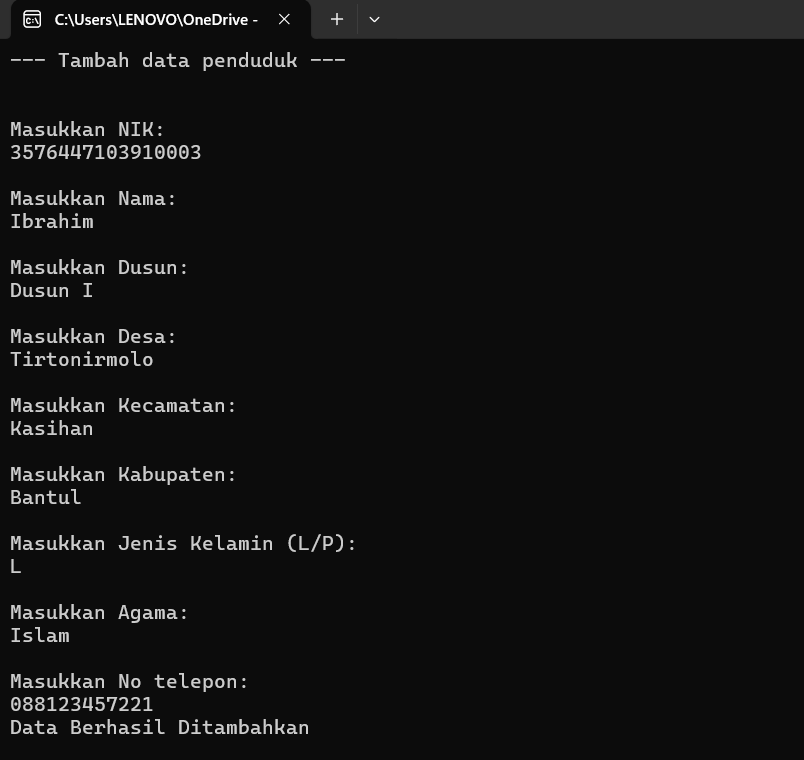 C:\Users\LENOVO\OneDrive -
--- Tambah data penduduk ---
Masukkan NIK:
3576447103910003
Masukkan Nama:
Ibrahim
Masukkan Dusun:
Dusun I
Masukkan Desa:
Tirtonirmolo
Masukkan Kecamatan:
Kasihan
Masukkan Kabupaten:
Bantul
Masukkan Jenis Kelamin (L/P):
L
Masukkan Agama:
Islam
Masukkan No telepon:
088123457221
Data Berhasil Ditambahkan